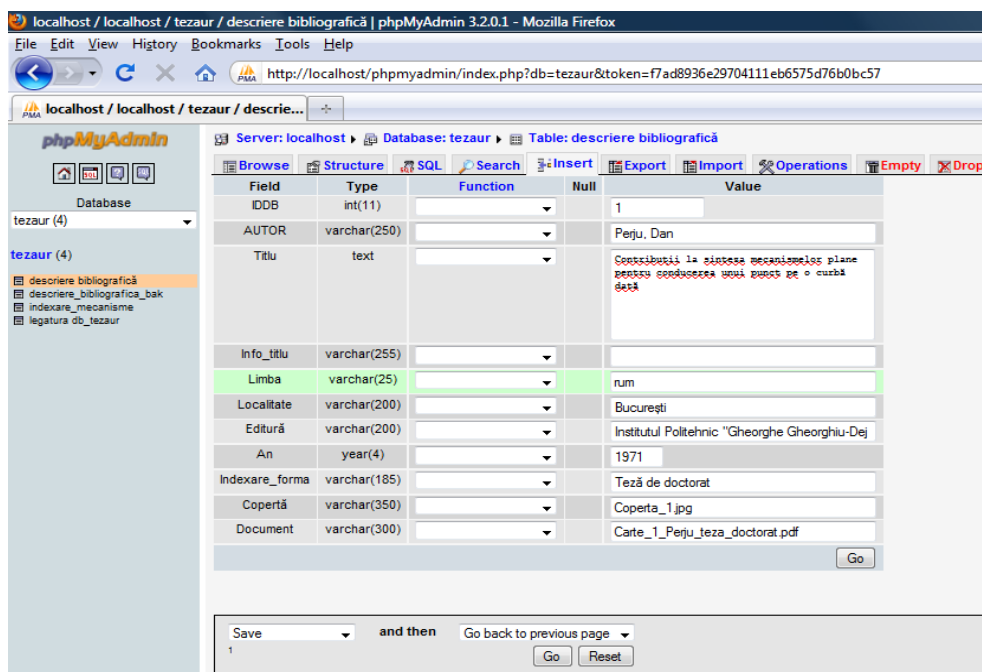 localhost / localhost / tezaur / descriere bibliografică | phpMyAdmin 3.2.0.1 - Mozilla Firefox
File Edit View History Bookmarks Tools Help
PMA http://localhost/phpmyadmin/index.php?db=tezaur&token=f7ad8936e29704111eb6575d76b0bc57
PMA localhost / localhost / tezaur / descrie...
phpMyAdmin
SQL
Database
tezaur (4)
tezaur (4)
descriere bibliografică
descriere_bibliografica_bak
indexare_mecanisme
legatura db_tezaur
Server: localhost Database: tezaur Table: descriere bibliografică
Browse Structure SQL Search Insert Export Import Operations Empty Drop
Field Type Function Null Value
IDDB int(11) 1
AUTOR varchar(250) Perju, Dan
Titlu text Contribuţii la sinteza mecanismelor plane
pentru conducerea unui punct pe o curbă
dată
Info_titlu varchar(255)
Limba varchar(25) rum
Localitate varchar(200) Bucureşti
Editură varchar(200) Institutul Politehnic "Gheorghe Gheorghiu-Dej
An year(4) 1971
Indexare_forma varchar(185) Teză de doctorat
Copertă varchar(350) Coperta_1.jpg
Document varchar(300) Carte_1_Perju_teza_doctorat.pdf
Go
Save and then Go back to previous page
1
Go Reset